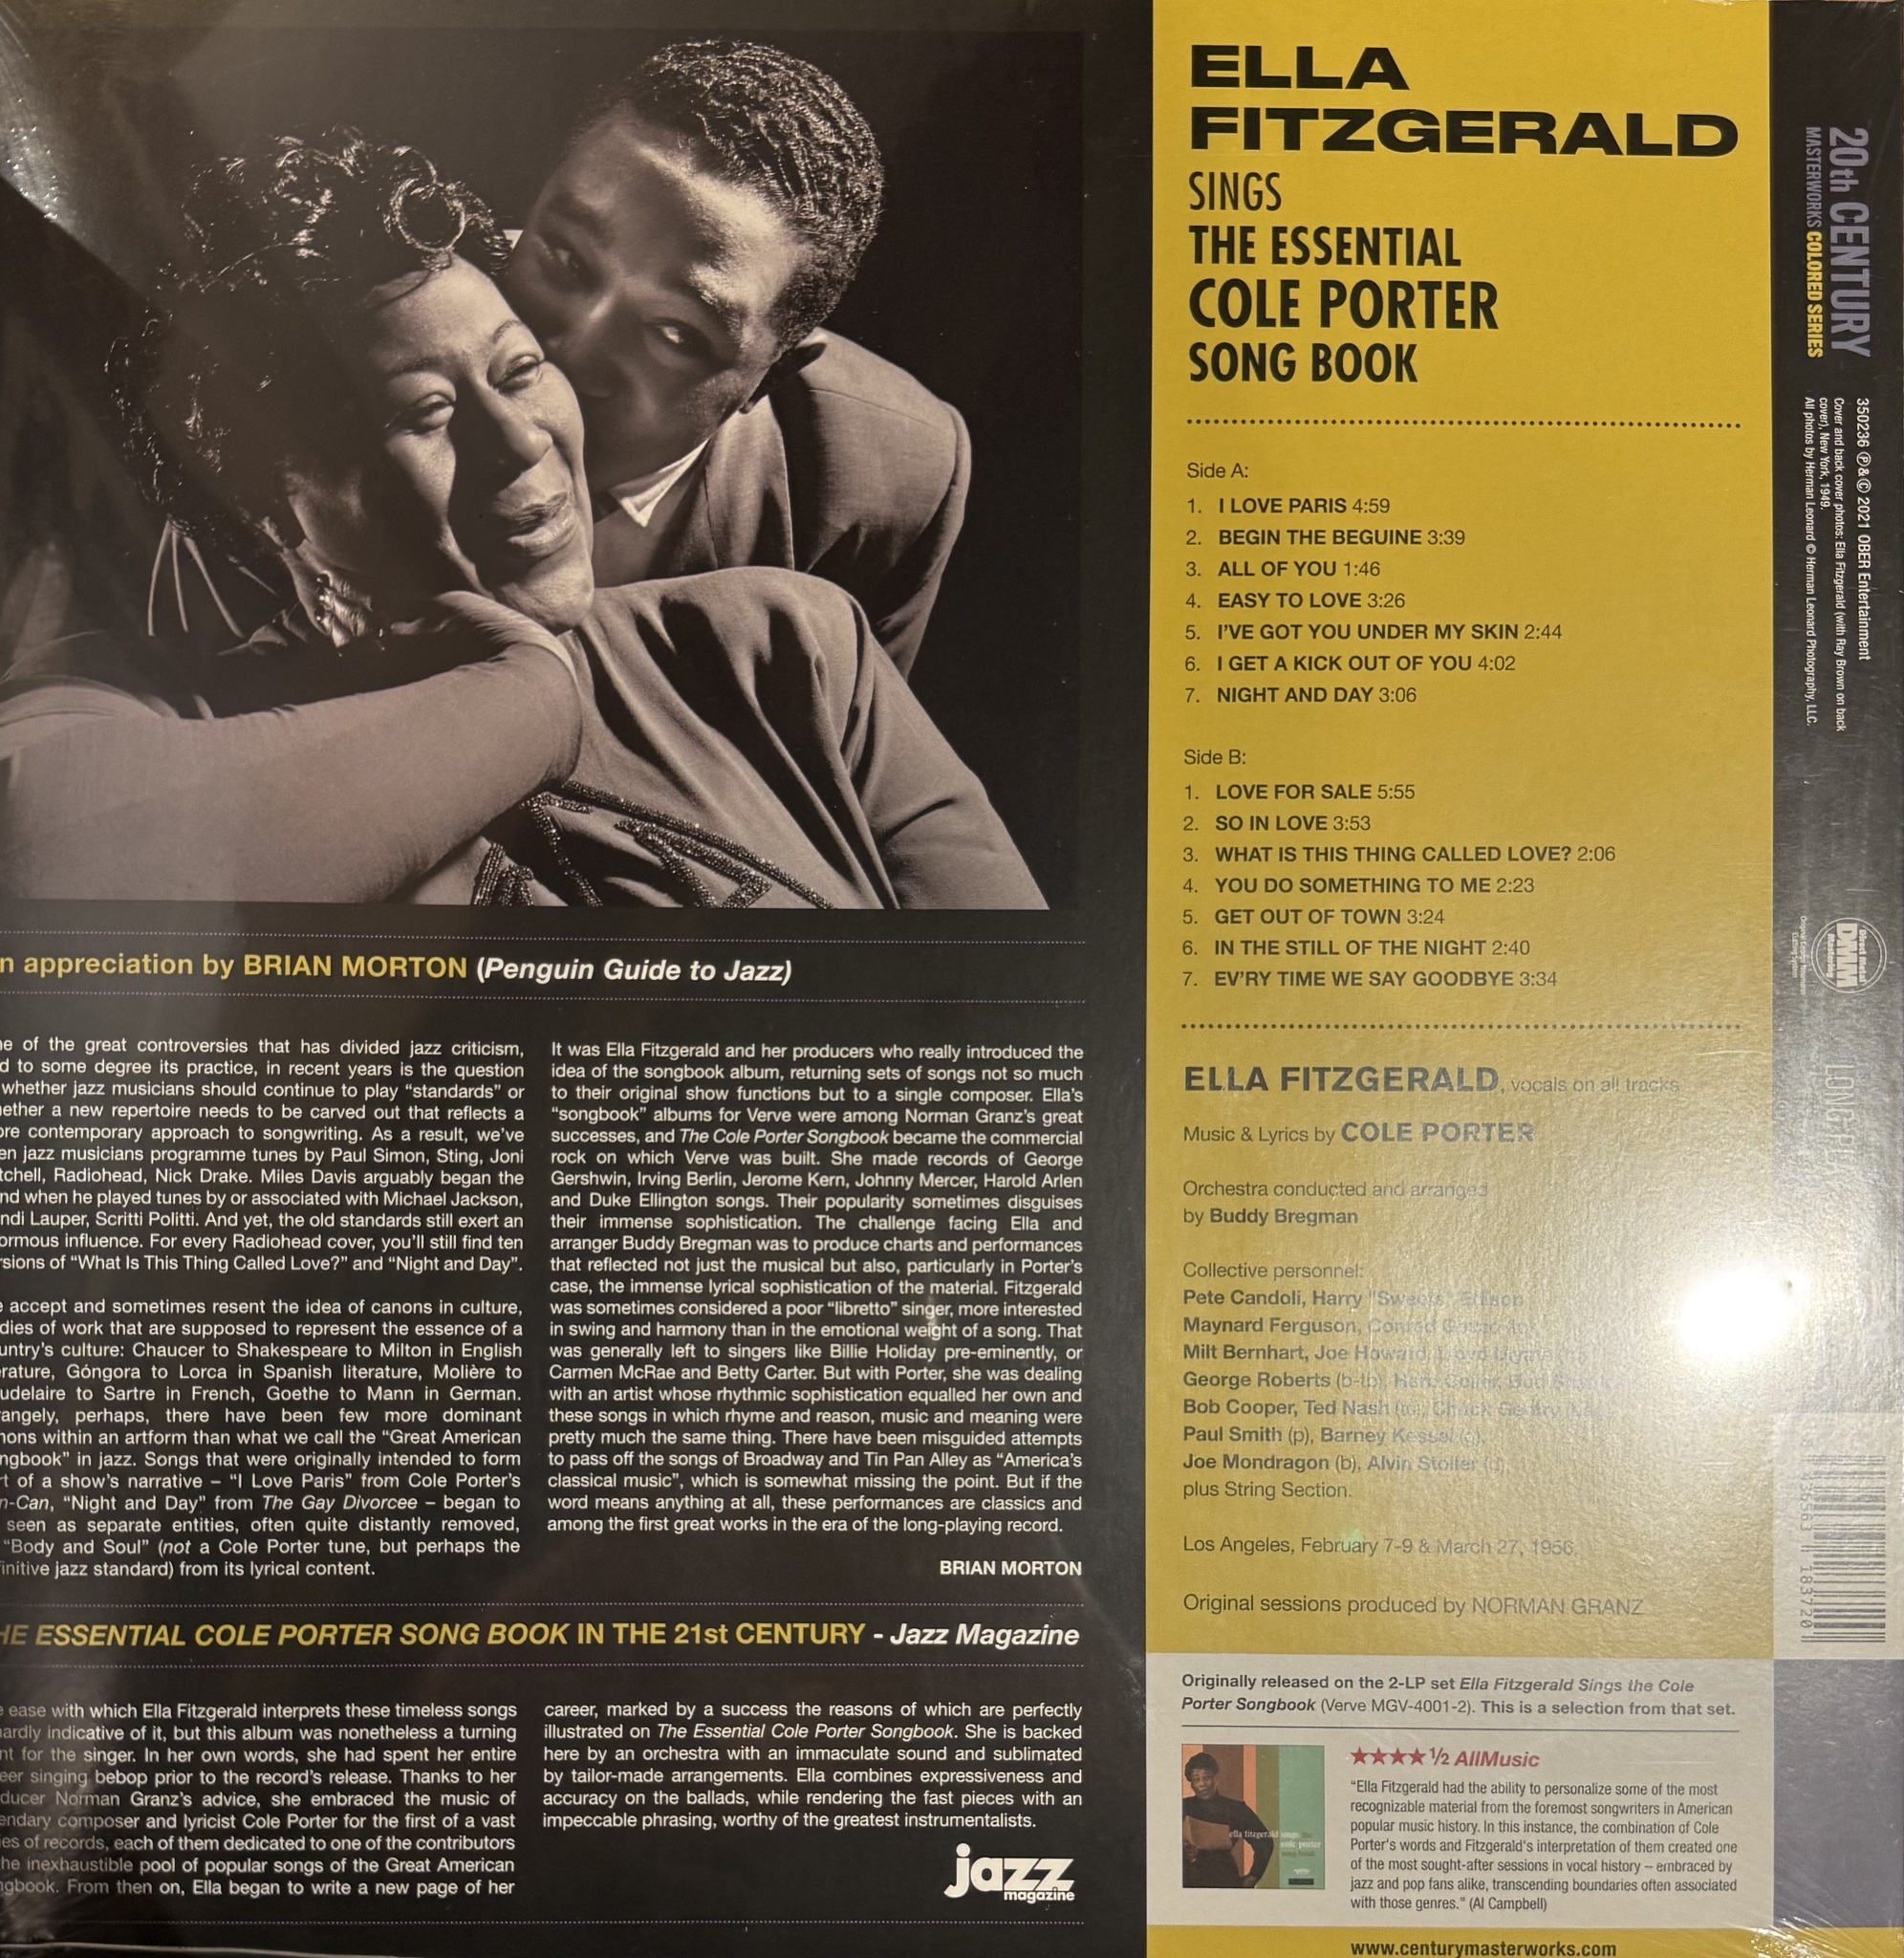 n appreciation by BRIAN MORTON (Penguin Guide to Jazz)
ne of the great controversies that has divided jazz criticism,
d to some degree its practice, in recent years is the question
whether jazz musicians should continue to play “standards” or
hether a new repertoire needs to be carved out that reflects a
ore contemporary approach to songwriting. As a result, we’ve
en jazz musicians programme tunes by Paul Simon, Sting, Joni
tchell, Radiohead, Nick Drake. Miles Davis arguably began the
nd when he played tunes by or associated with Michael Jackson,
ndi Lauper, Scritti Politti. And yet, the old standards still exert an
ormous influence. For every Radiohead cover, you’ll still find ten
rsions of “What Is This Thing Called Love?” and “Night and Day”.
e accept and sometimes resent the idea of canons in culture,
dies of work that are supposed to represent the essence of a
untry’s culture: Chaucer to Shakespeare to Milton in English
erature, Góngora to Lorca in Spanish literature, Molière to
udelaire to Sartre in French, Goethe to Mann in German.
rangely, perhaps, there have been few more dominant
nons within an artform than what we call the “Great American
ngbook” in jazz. Songs that were originally intended to form
rt of a show’s narrative – “I Love Paris” from Cole Porter’s
n-Can, “Night and Day” from The Gay Divorcee – began to
seen as separate entities, often quite distantly removed,
“Body and Soul” (not a Cole Porter tune, but perhaps the
finitive jazz standard) from its lyrical content.
It was Ella Fitzgerald and her producers who really introduced the
idea of the songbook album, returning sets of songs not so much
to their original show functions but to a single composer. Ella’s
“songbook” albums for Verve were among Norman Granz’s great
successes, and The Cole Porter Songbook became the commercial
rock on which Verve was built. She made records of George
Gershwin, Irving Berlin, Jerome Kern, Johnny Mercer, Harold Arlen
and Duke Ellington songs. Their popularity sometimes disguises
their immense sophistication. The challenge facing Ella and
arranger Buddy Bregman was to produce charts and performances
that reflected not just the musical but also, particularly in Porter’s
case, the immense lyrical sophistication of the material. Fitzgerald
was sometimes considered a poor “libretto” singer, more interested
in swing and harmony than in the emotional weight of a song. That
was generally left to singers like Billie Holiday pre-eminently, or
Carmen McRae and Betty Carter. But with Porter, she was dealing
with an artist whose rhythmic sophistication equalled her own and
these songs in which rhyme and reason, music and meaning were
pretty much the same thing. There have been misguided attempts
to pass off the songs of Broadway and Tin Pan Alley as “America’s
classical music”, which is somewhat missing the point. But if the
word means anything at all, these performances are classics and
among the first great works in the era of the long-playing record.
BRIAN MORTON
HE ESSENTIAL COLE PORTER SONG BOOK IN THE 21st CENTURY - Jazz Magazine
e ease with which Ella Fitzgerald interprets these timeless songs
hardly indicative of it, but this album was nonetheless a turning
nt for the singer. In her own words, she had spent her entire
eer singing bebop prior to the record’s release. Thanks to her
ducer Norman Granz’s advice, she embraced the music of
endary composer and lyricist Cole Porter for the first of a vast
ies of records, each of them dedicated to one of the contributors
the inexhaustible pool of popular songs of the Great American
ngbook. From then on, Ella began to write a new page of her
career, marked by a success the reasons of which are perfectly
illustrated on The Essential Cole Porter Songbook. She is backed
here by an orchestra with an immaculate sound and sublimated
by tailor-made arrangements. Ella combines expressiveness and
accuracy on the ballads, while rendering the fast pieces with an
impeccable phrasing, worthy of the greatest instrumentalists.
jazz
magazine
ELLA
FITZGERALD
SINGS
THE ESSENTIAL
COLE PORTER
SONG BOOK
Side A:
1. I LOVE PARIS 4:59
2. BEGIN THE BEGUINE 3:39
3. ALL OF YOU 1:46
4. EASY TO LOVE 3:26
5. I’VE GOT YOU UNDER MY SKIN 2:44
6. I GET A KICK OUT OF YOU 4:02
7. NIGHT AND DAY 3:06
Side B:
1. LOVE FOR SALE 5:55
2. SO IN LOVE 3:53
3. WHAT IS THIS THING CALLED LOVE? 2:06
4. YOU DO SOMETHING TO ME 2:23
5. GET OUT OF TOWN 3:24
6. IN THE STILL OF THE NIGHT 2:40
7. EV’RY TIME WE SAY GOODBYE 3:34
ELLA FITZGERALD, vocals on all tracks
Music & Lyrics by COLE PORTER
Orchestra conducted and arranged
by Buddy Bregman
Collective personnel:
Pete Candoli, Harry "Sweets" Edison
Maynard Ferguson, Conrad
Milt Bernhart, Joe Howard,
George Roberts (b-tb),
Bob Cooper, Ted Nash (ts), Chuck Gentry
Paul Smith (p), Barney Kessel (g),
Joe Mondragon (b), Alvin Stoller (d)
plus String Section.
Los Angeles, February 7-9 & March 27, 1956.
Original sessions produced by NORMAN GRANZ
Originally released on the 2-LP set Ella Fitzgerald Sings the Cole
Porter Songbook (Verve MGV-4001-2). This is a selection from that set.
ella fitzgerald sings
cole porter
song book
★★★★½ AllMusic
“Ella Fitzgerald had the ability to personalize some of the most
recognizable material from the foremost songwriters in American
popular music history. In this instance, the combination of Cole
Porter’s words and Fitzgerald’s interpretation of them created one
of the most sought-after sessions in vocal history – embraced by
jazz and pop fans alike, transcending boundaries often associated
with those genres." (Al Campbell)
www.centurymasterworks.com
20th CENTURY
MASTERWORKS COLORED SERIES
350236 ℗&© 2021 OBER Entertainment
Cover and back cover photos: Ella Fitzgerald (with Ray Brown on back
cover), New York, 1949.
All photos by Herman Leonard © Herman Leonard Photography, LLC.
Direct Metal
DMM
Mastering
LONG
183720